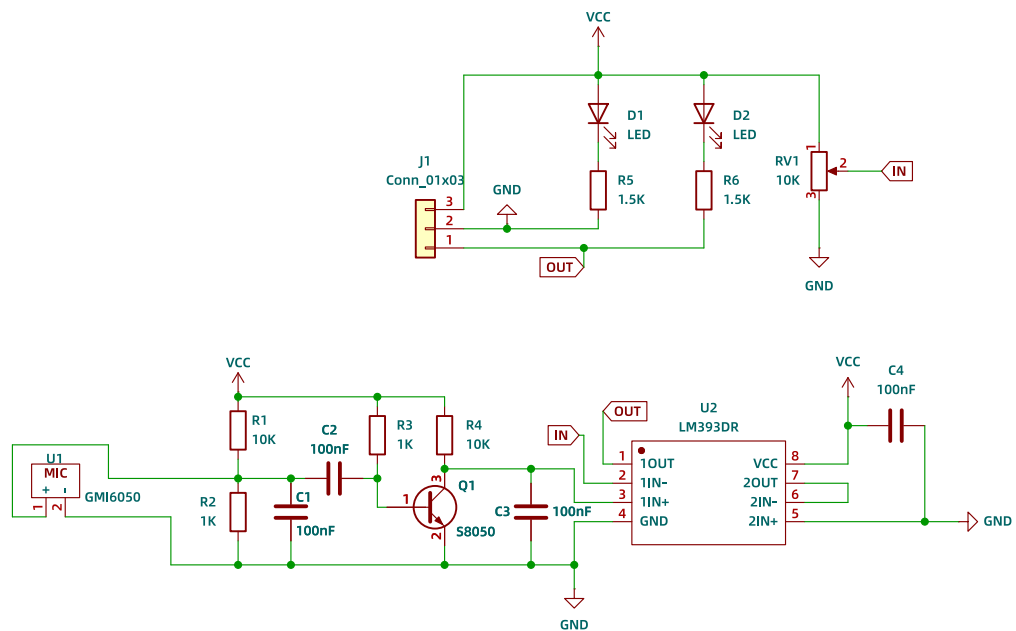 VCC
D1
LED
D2
LED
J1
Conn_01x03
3
2
1
GND
R5
1.5K
R6
1.5K
RV1
10K
1
2
3
IN
OUT
GND
VCC
R1
10K
C2
100nF
R3
1K
R4
10K
U1
MIC
+ -
1 2
GMI6050
R2
1K
C1
100nF
1
3
2
Q1
S8050
C3
100nF
GND
OUT
IN
U2
LM393DR
1 1OUT VCC 8
2 1IN- 2OUT 7
3 1IN+ 2IN- 6
4 GND 2IN+ 5
VCC
C4
100nF
GND